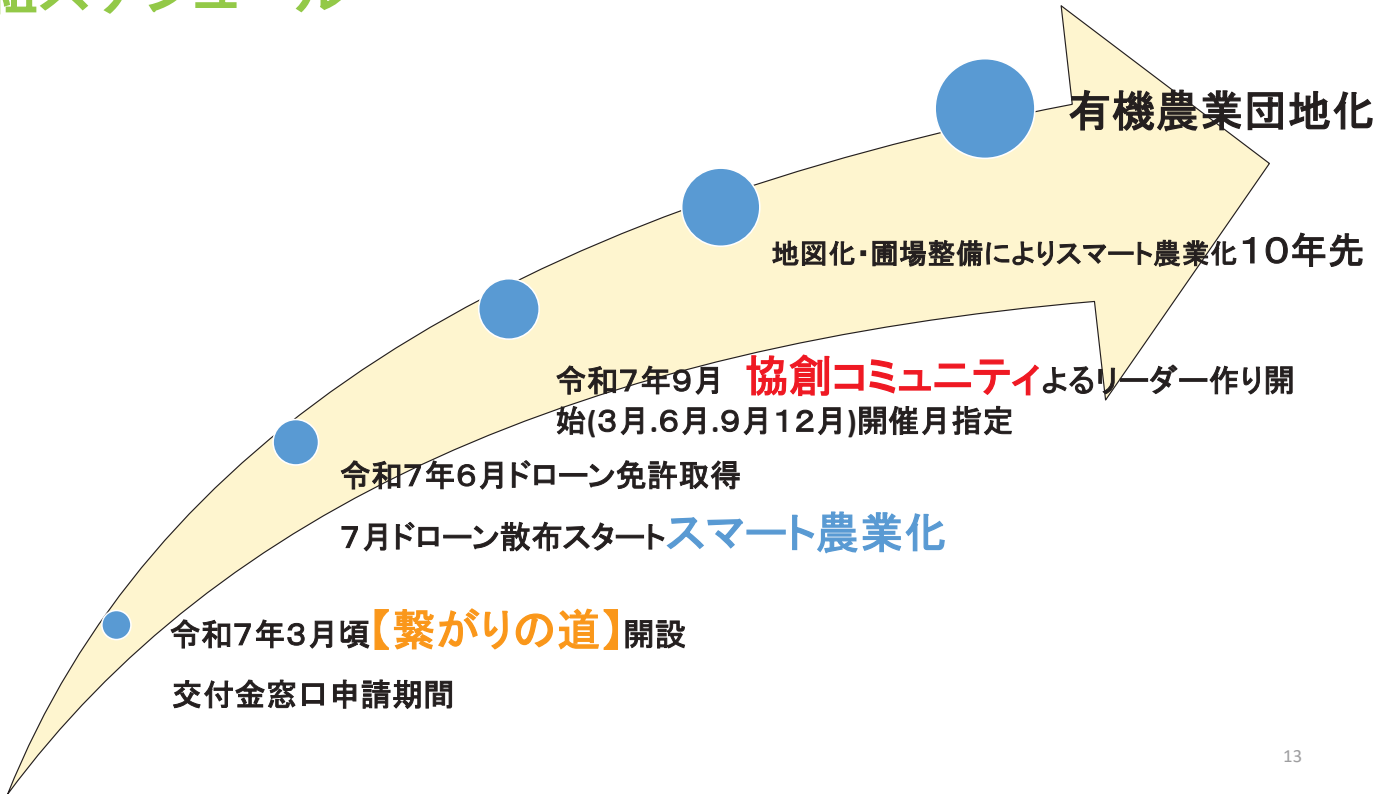 スケジュール
有機農業団地化
地図化・圃場整備によりスマート農業化10年先
令和7年9月　協創コミュニティよるリーダー作り開
始(3月.6月.9月12月)開催月指定
令和7年6月ドローン免許取得
7月ドローン散布スタートスマート農業化
令和7年3月頃【繋がりの道】開設
交付金窓口申請期間
13